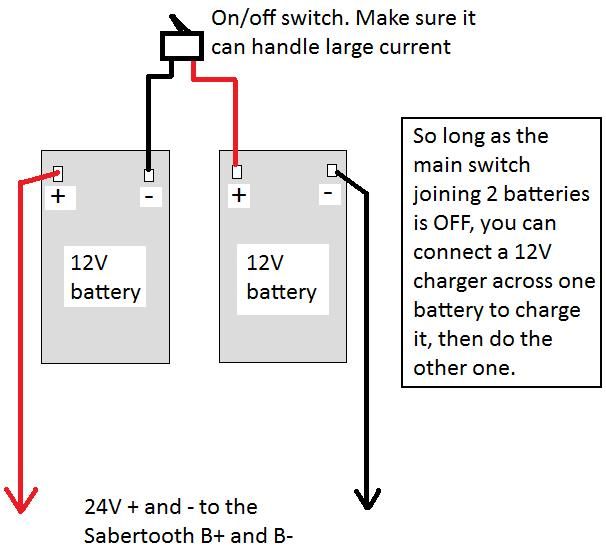 On/off switch. Make sure it
can handle large current
+ - + -
12V
battery
12V
battery
So long as the
main switch
joining 2 batteries
is OFF, you can
connect a 12V
charger across one
battery to charge
it, then do the
other one.
24V + and - to the
Sabertooth B+ and B-